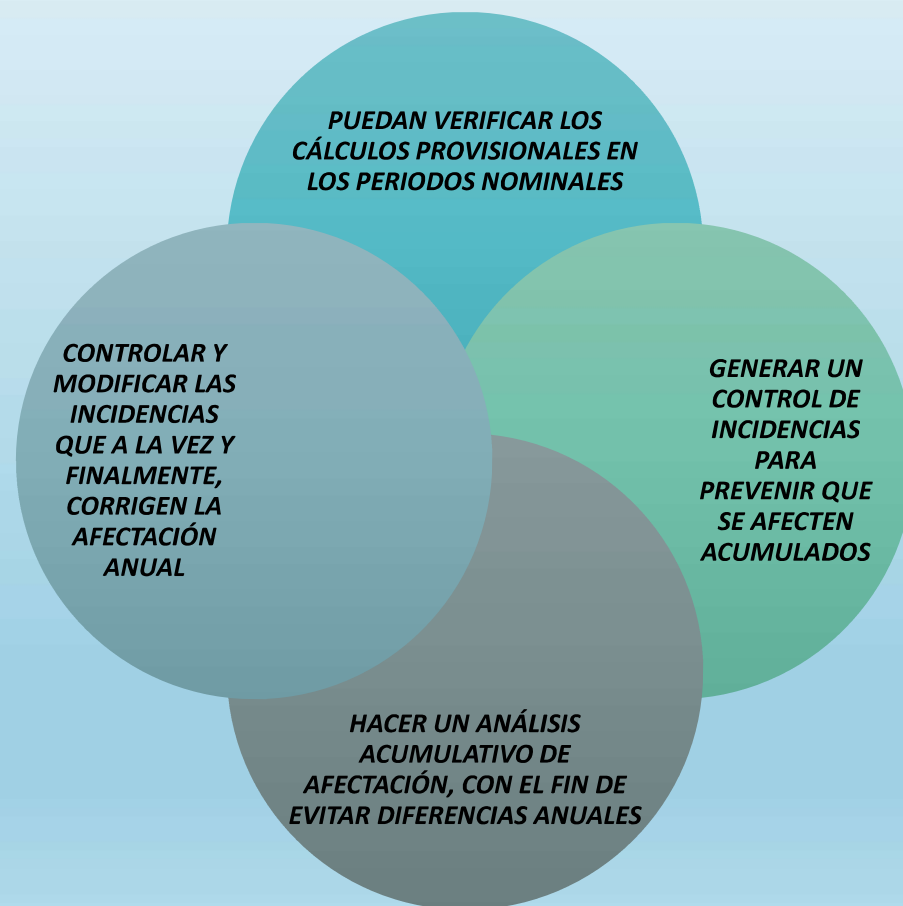 PUEDAN VERIFICAR LOS
CÁLCULOS PROVISIONALES EN
LOS PERIODOS NOMINALES
CONTROLAR Y
MODIFICAR LAS
INCIDENCIAS
QUE A LA VEZ Y
FINALMENTE,
CORRIGEN LA
AFECTACIÓN
ANUAL
GENERAR UN
CONTROL DE
INCIDENCIAS
PARA
PREVENIR QUE
SE AFECTEN
ACUMULADOS
HACER UN ANÁLISIS
ACUMULATIVO DE
AFECTACIÓN, CON EL FIN DE
EVITAR DIFERENCIAS ANUALES